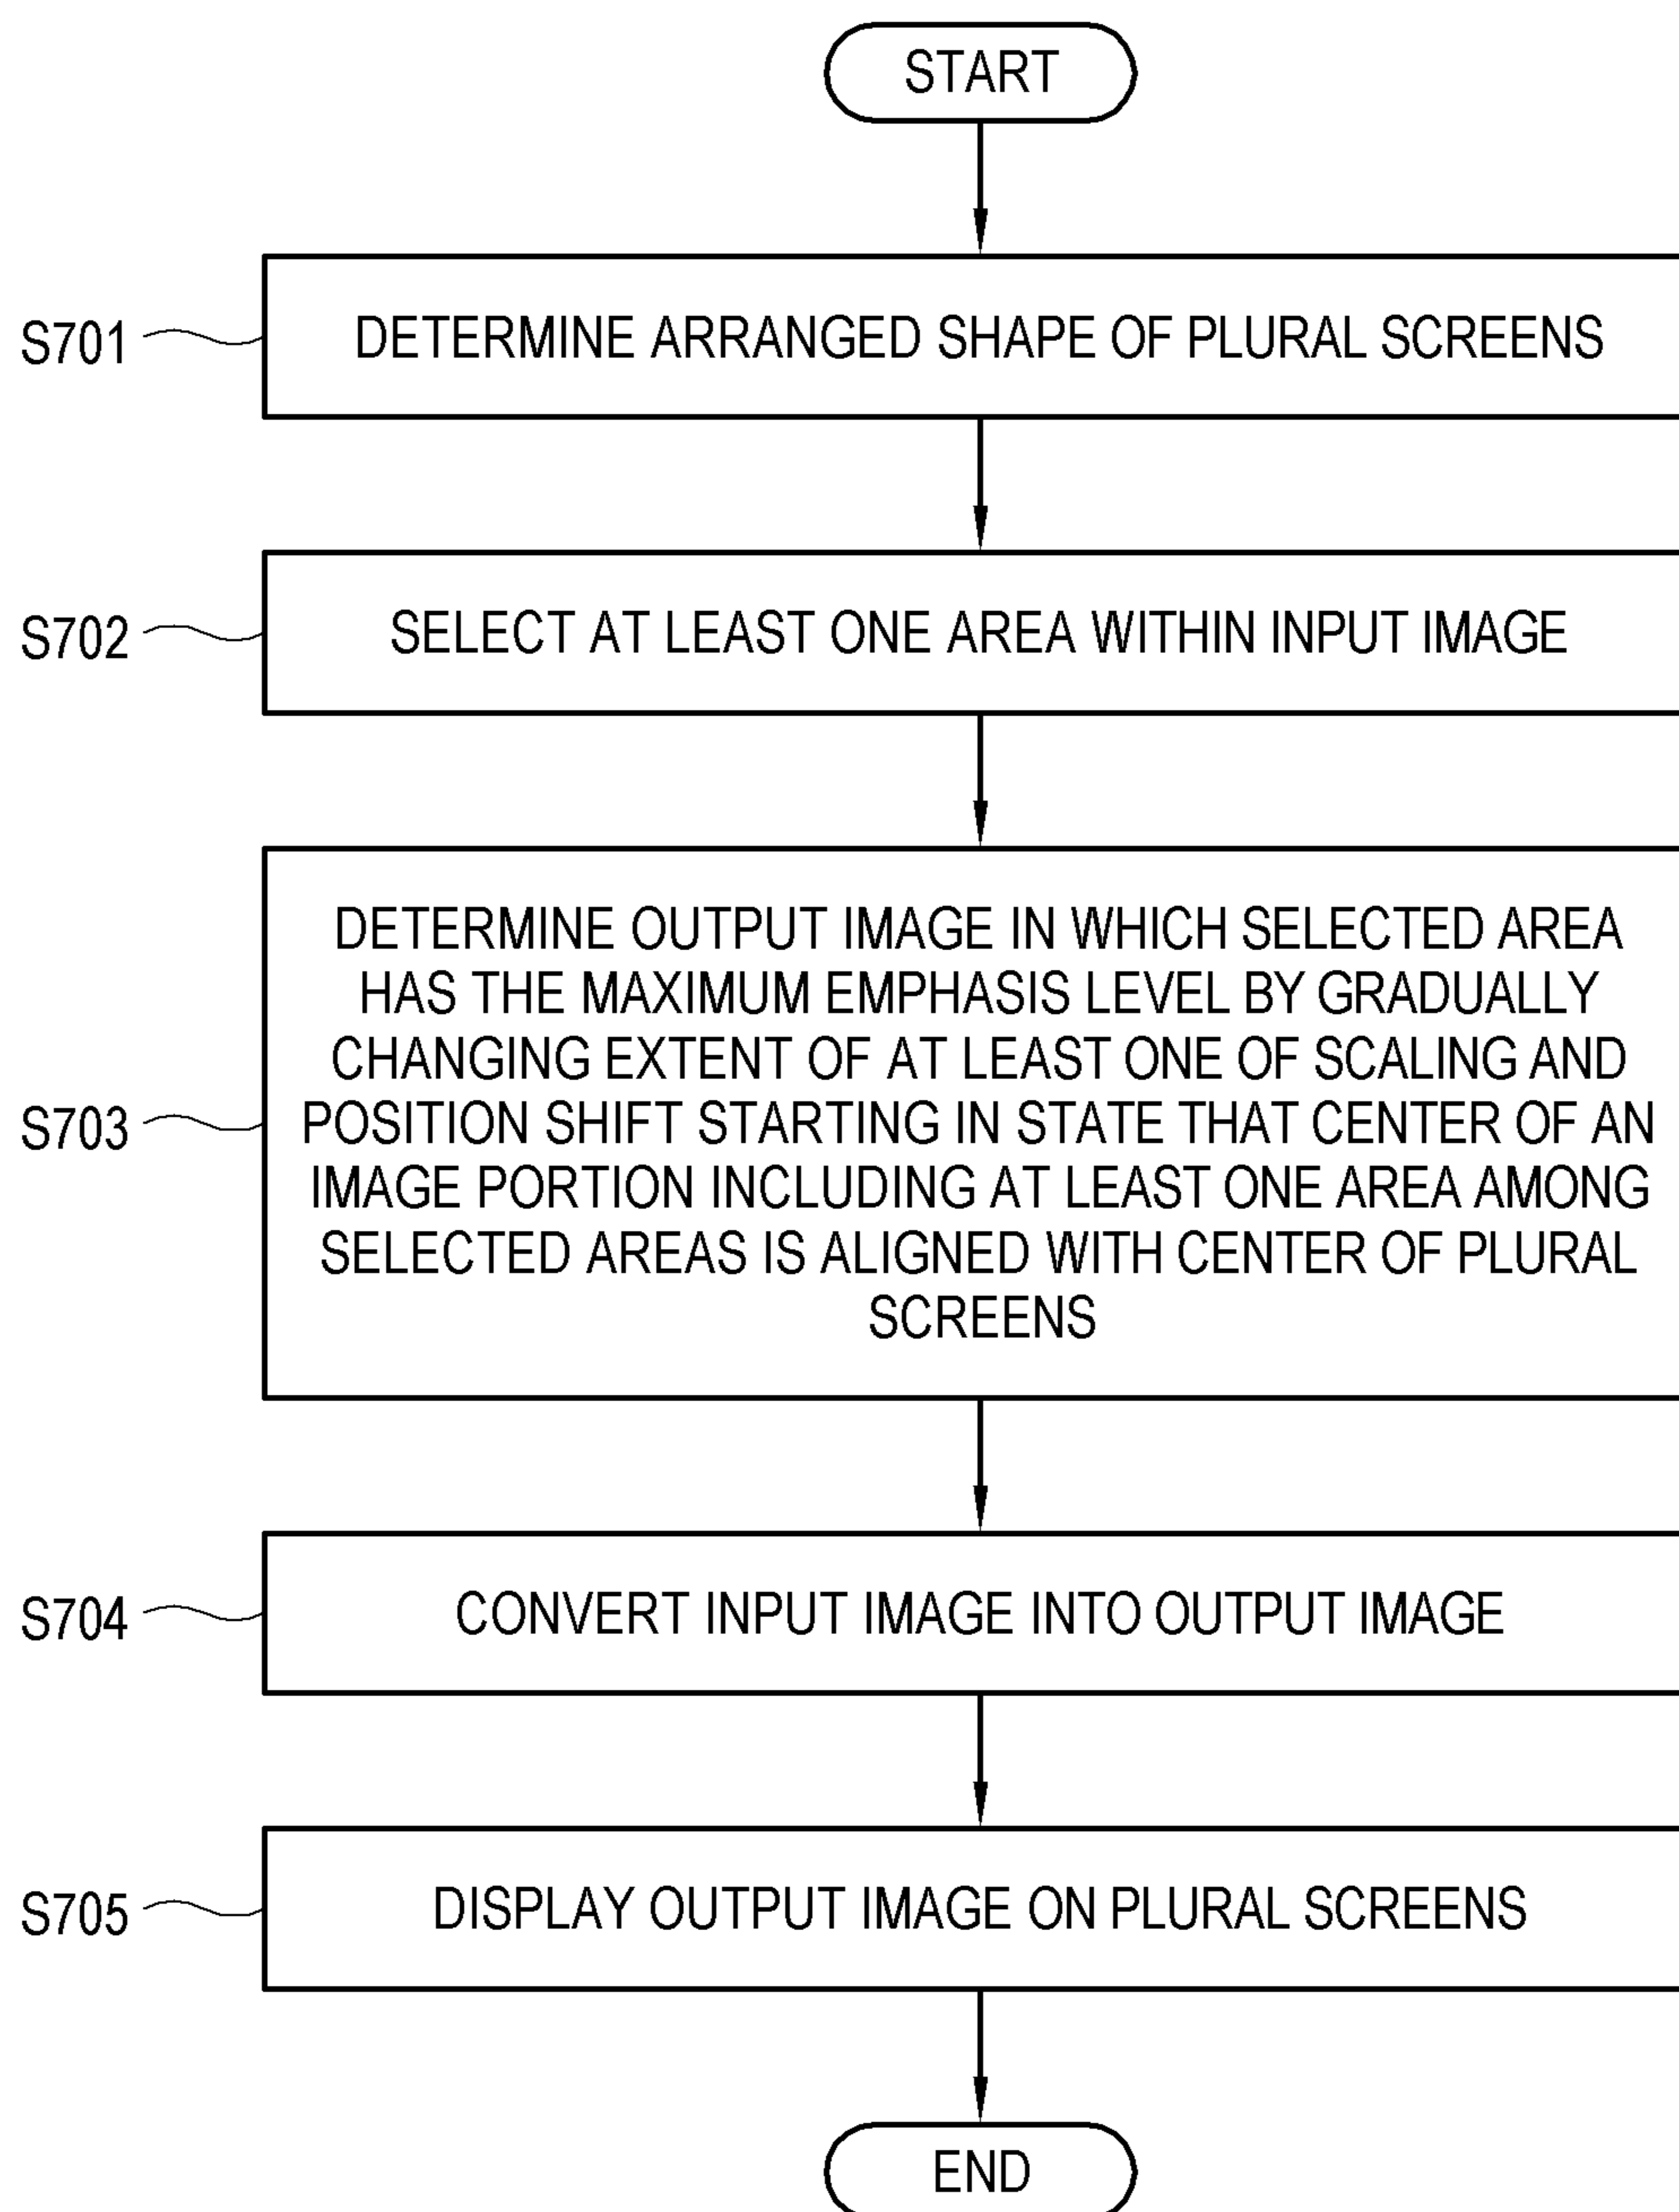 START
S701
DETERMINE ARRANGED SHAPE OF PLURAL SCREENS
S702
SELECT AT LEAST ONE AREA WITHIN INPUT IMAGE
S703
DETERMINE OUTPUT IMAGE IN WHICH SELECTED AREA
HAS THE MAXIMUM EMPHASIS LEVEL BY GRADUALLY
CHANGING EXTENT OF AT LEAST ONE OF SCALING AND
POSITION SHIFT STARTING IN STATE THAT CENTER OF AN
IMAGE PORTION INCLUDING AT LEAST ONE AREA AMONG
SELECTED AREAS IS ALIGNED WITH CENTER OF PLURAL
SCREENS
S704
CONVERT INPUT IMAGE INTO OUTPUT IMAGE
S705
DISPLAY OUTPUT IMAGE ON PLURAL SCREENS
END